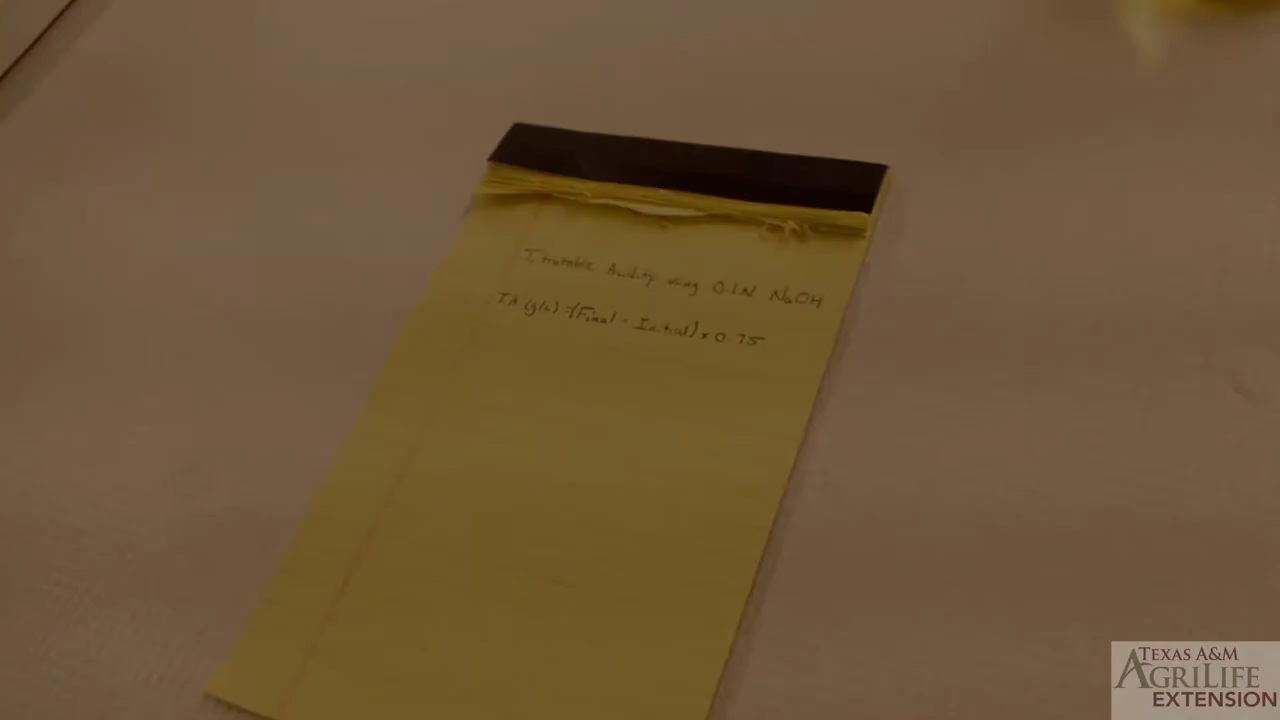 Titratable Acidity using 0.1N NaOH
TA (g/L) = (Final - Initial) x 0.75
TEXAS A&M
AGRILIFE
EXTENSION